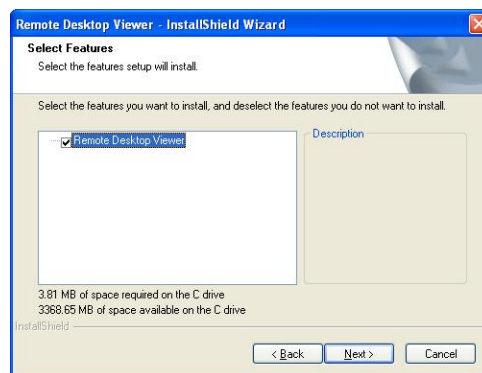 Remote Desktop Viewer - InstallShield Wizard
Select Features
Select the features setup will install.
Select the features you want to install, and deselect the features you do not want to install.
Remote Desktop Viewer
Description
3.81 MB of space required on the C drive
3368.65 MB of space available on the C drive
InstallShield
< Back
Next >
Cancel